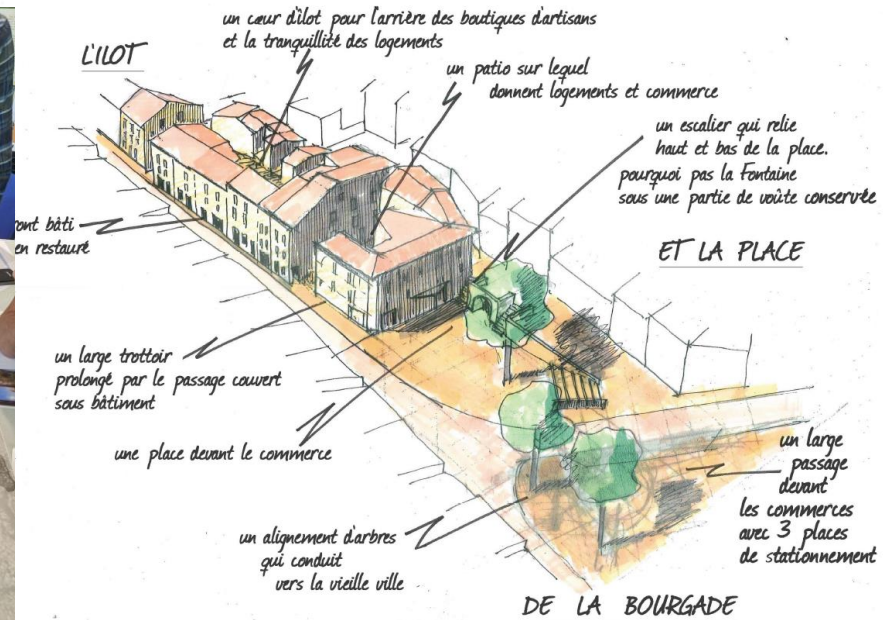 L'ILOT
un cœur d'ilot pour l'arrière des boutiques d'artisans
et la tranquillité des logements
un patio sur lequel
donnent logements et commerce
un escalier qui relie
haut et bas de la place.
pourquoi pas la Fontaine
sous une partie de voûte conservée
ront bâti
en restauré
ET LA PLACE
un large trottoir
prolongé par le passage couvert
sous bâtiment
une place devant le commerce
un alignement d'arbres
qui conduit
vers la vieille ville
un large
passage
devant
les commerces
avec 3 places
de stationnement
DE LA BOURGADE